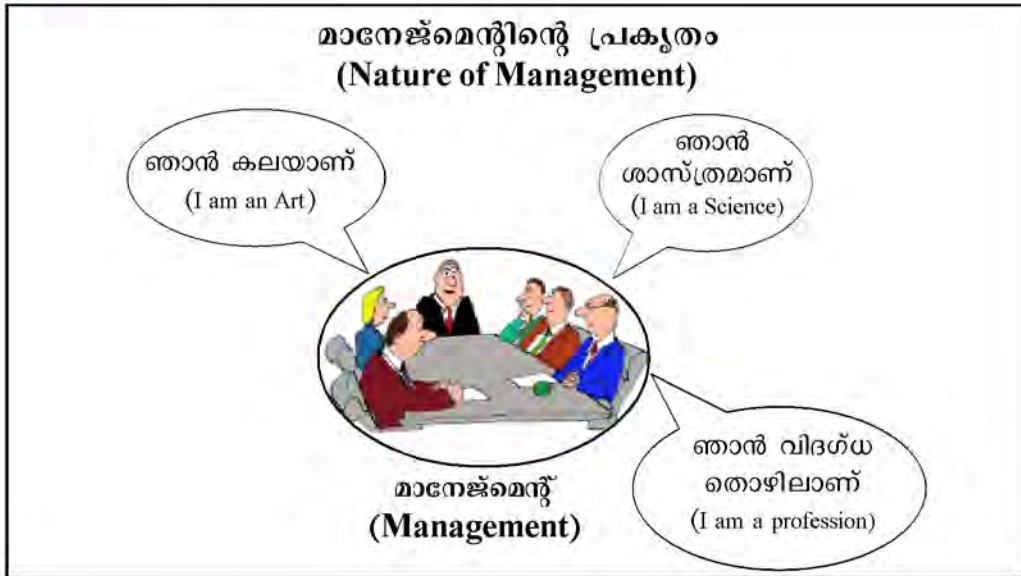 മാനേജ്മെന്റിന്റെ പ്രകൃതം
(Nature of Management)
ഞാൻ കലയാണ്
(I am an Art)
ഞാൻ
ശാസ്ത്രമാണ്
(I am a Science)
ഞാൻ വിദഗ്ധ
തൊഴിലാണ്
(I am a profession)
മാനേജ്മെന്റ്
(Management)